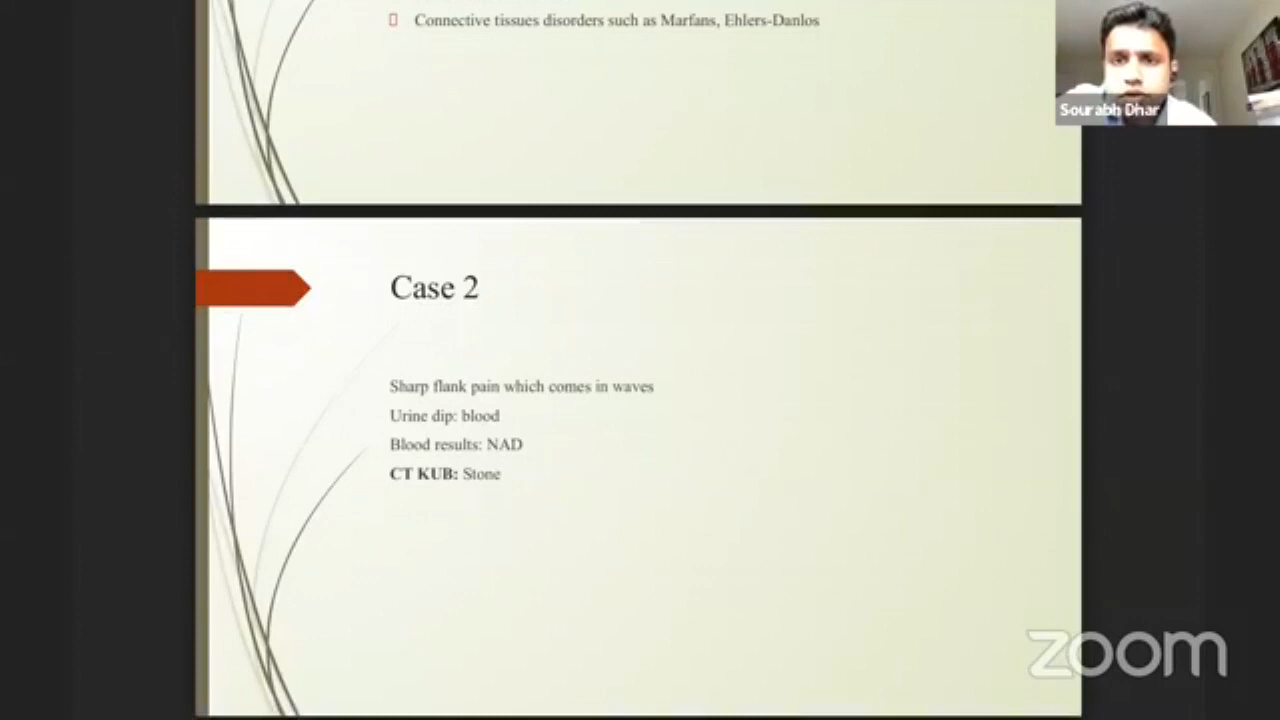 Connective tissues disorders such as Marfans, Ehlers-Danlos
Sourabh Dhar
Case 2
Sharp flank pain which comes in waves
Urine dip: blood
Blood results: NAD
CT KUB: Stone
zoom